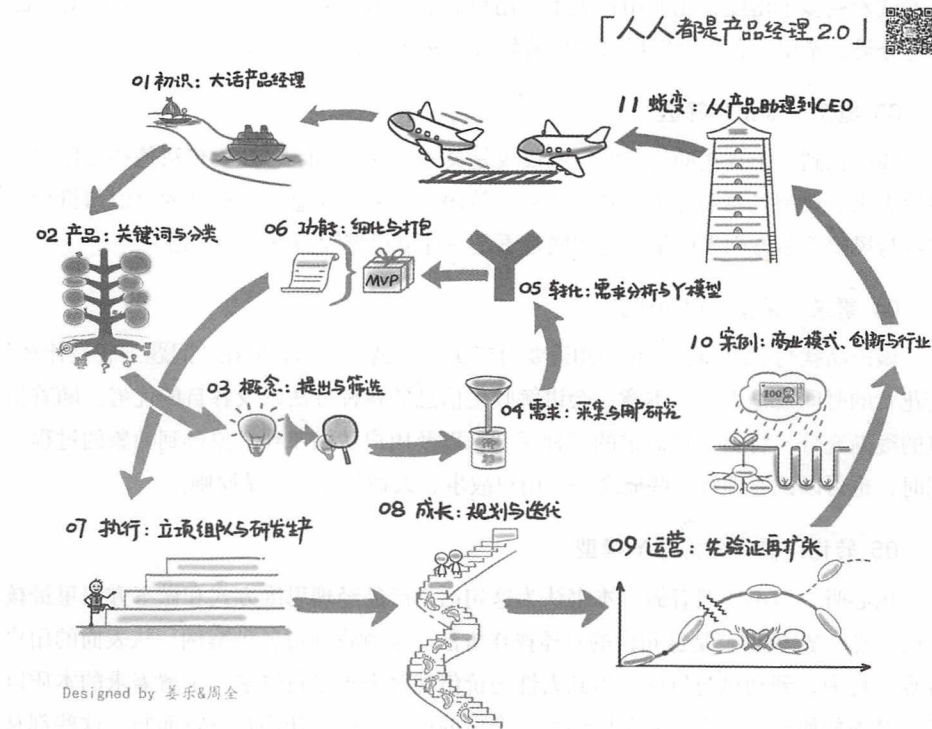 「人人都是产品经理2.0」
01 初识：大话产品经理
11 蜕变：从产品助理到CEO
02 产品：关键词与分类
06 功能：细化与打包
MVP
05 转化：需求分析与Y模型
10 案例：商业模式、创新与行业
100
03 概念：提出与筛选
04 需求：采集与用户研究
07 执行：立项组队与研发生产
08 成长：规划与迭代
09 运营：先验证再扩张
Designed by 姜乐&周全